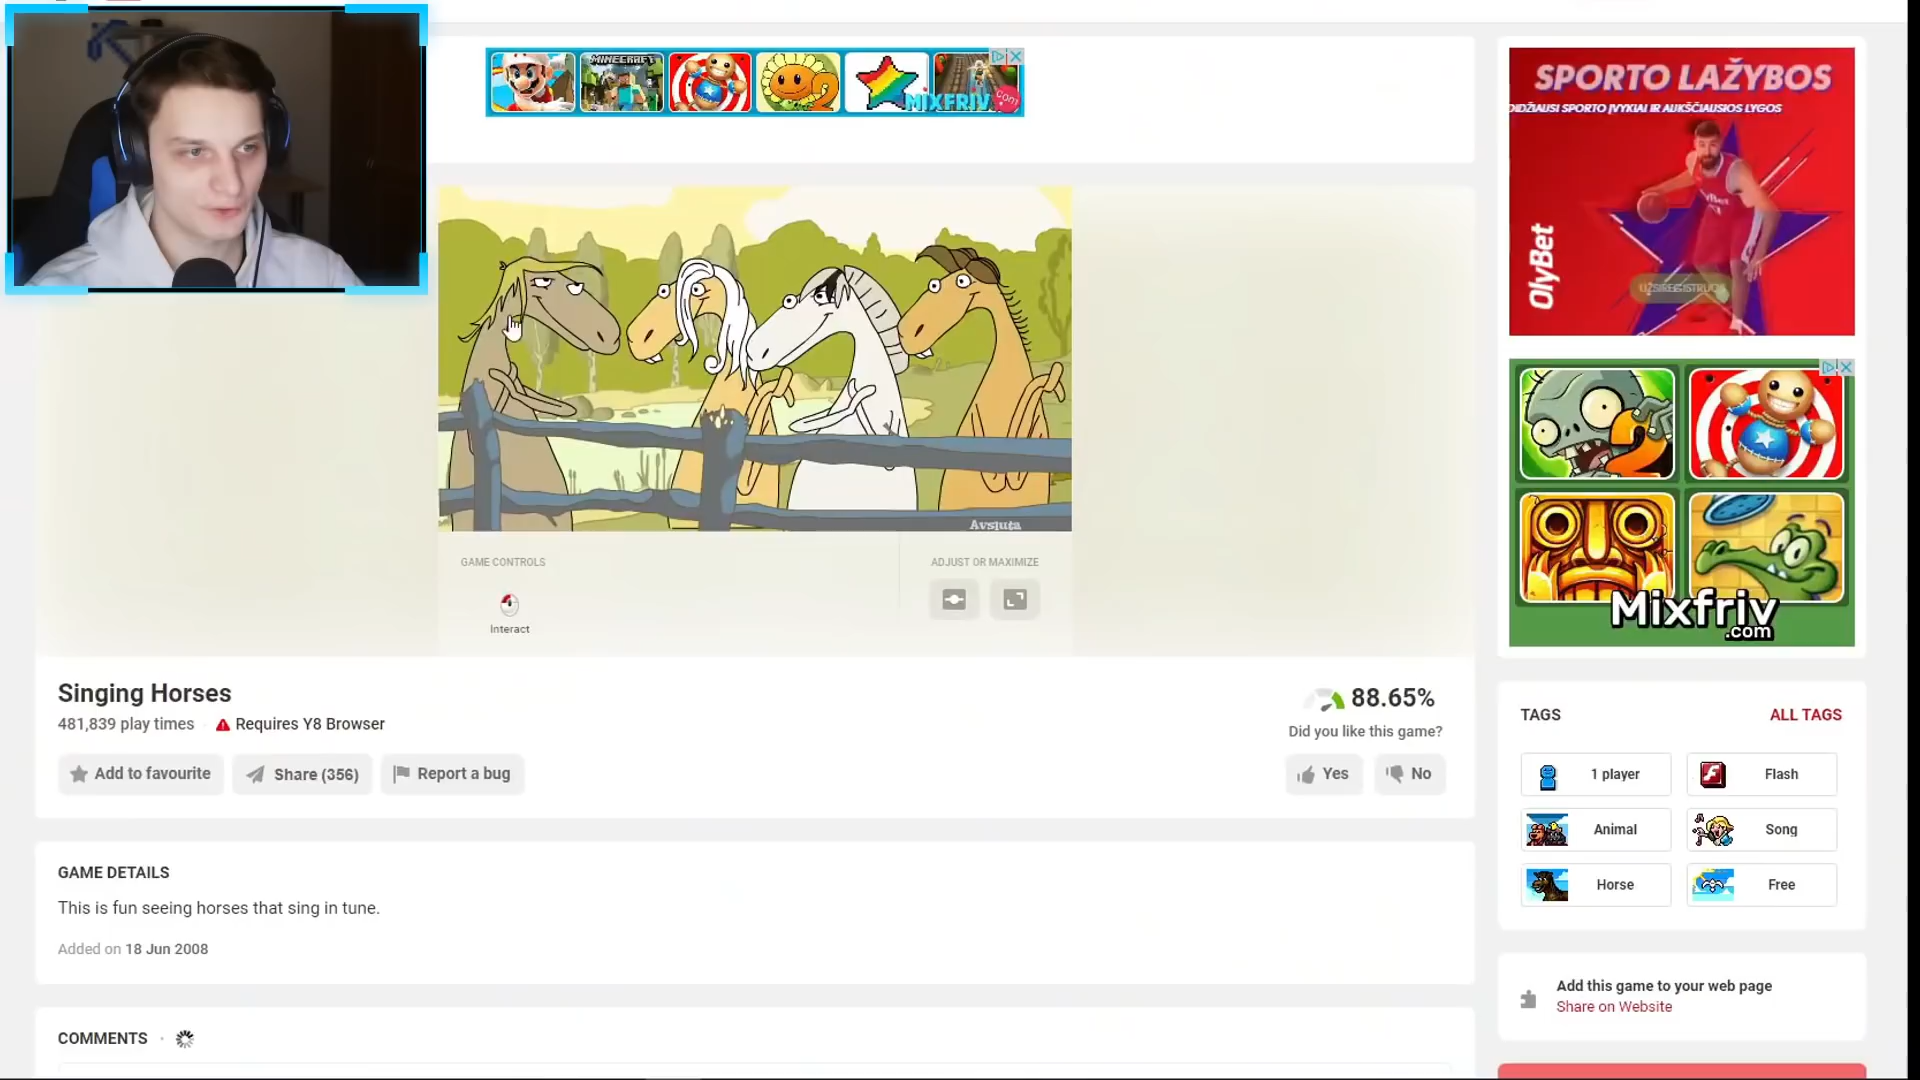 MINECRAFT
2
MIXFRIV
.com
SPORTO LAŽYBOS
DIDŽIAUSI SPORTO ĮVYKIAI IR AUKŠČIAUSIOS LYGOS
OlyBet
Avsluta
GAME CONTROLS
ADJUST OR MAXIMIZE
Interact
2
Mixfriv
.com
Singing Horses
481,839 play times
Requires Y8 Browser
88.65%
Did you like this game?
Add to favourite
Share (356)
Report a bug
Yes
No
TAGS
ALL TAGS
1 player
Flash
Animal
Song
Horse
Free
GAME DETAILS
This is fun seeing horses that sing in tune.
Added on 18 Jun 2008
Add this game to your web page
Share on Website
COMMENTS